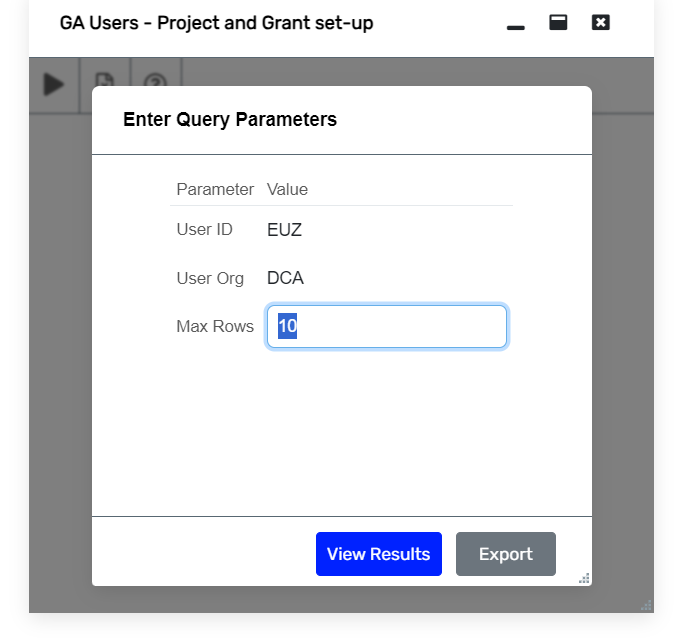 GA Users - Project and Grant set-up
Enter Query Parameters
Parameter Value
User ID EUZ
User Org DCA
Max Rows 10
View Results Export